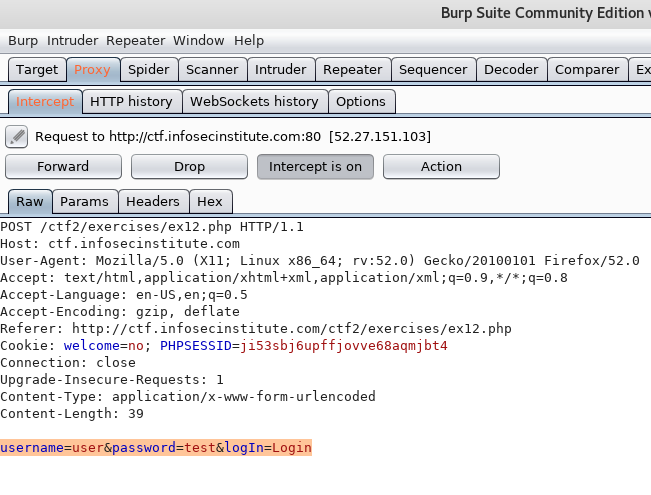 Burp Suite Community Edition
Burp Intruder Repeater Window Help
Target Proxy Spider Scanner Intruder Repeater Sequencer Decoder Comparer Ex
Intercept HTTP history WebSockets history Options
Request to http://ctf.infosecinstitute.com:80 [52.27.151.103]
Forward Drop Intercept is on Action
Raw Params Headers Hex
POST /ctf2/exercises/ex12.php HTTP/1.1
Host: ctf.infosecinstitute.com
User-Agent: Mozilla/5.0 (X11; Linux x86_64; rv:52.0) Gecko/20100101 Firefox/52.0
Accept: text/html,application/xhtml+xml,application/xml;q=0.9,*/*;q=0.8
Accept-Language: en-US,en;q=0.5
Accept-Encoding: gzip, deflate
Referer: http://ctf.infosecinstitute.com/ctf2/exercises/ex12.php
Cookie: welcome=no; PHPSESSID=ji53sbj6upffjovve68aqmjbt4
Connection: close
Upgrade-Insecure-Requests: 1
Content-Type: application/x-www-form-urlencoded
Content-Length: 39
username=user&password=test&logIn=Login